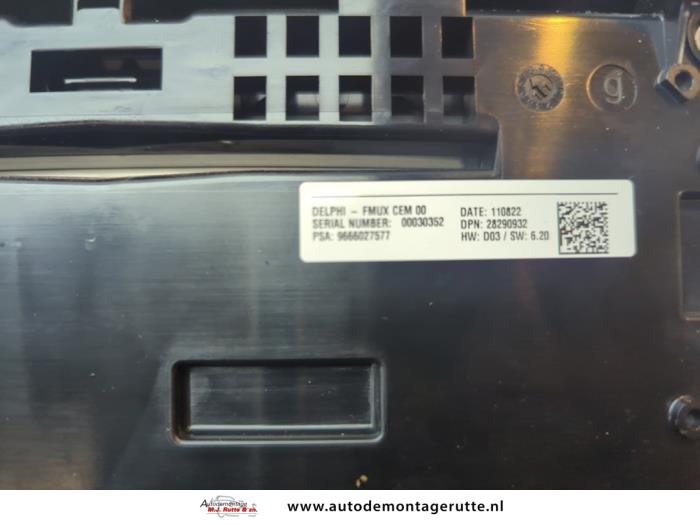 g
DELPHI - FMUX CEM 00
SERIAL NUMBER: 00030352
PSA: 9666027577
DATE: 110822
DPN: 28290932
HW: D03 / SW: 6.20
Autodemontage
M.J. Rutte & zn.
www.autodemontagerutte.nl